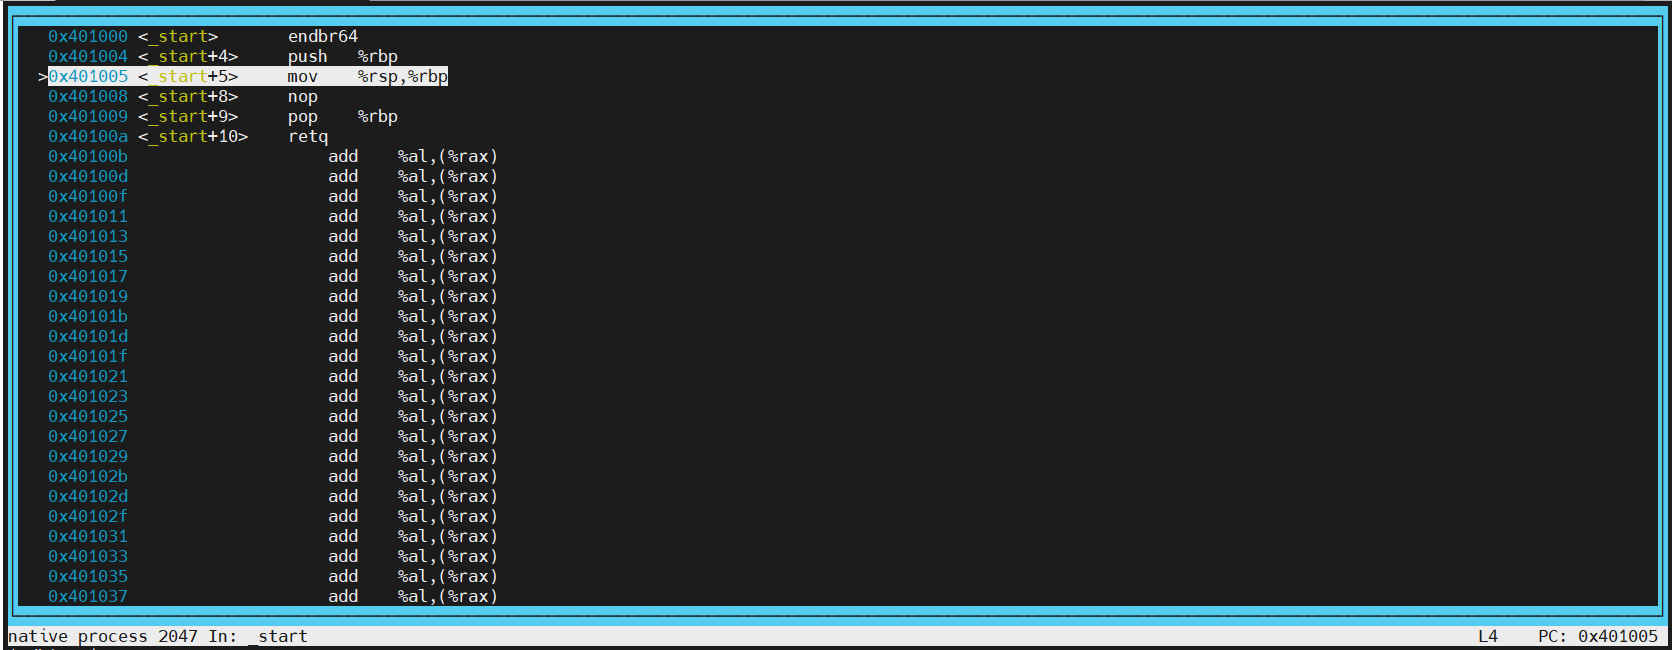 0x401000 <_start> endbr64
0x401004 <_start+4> push %rbp
>0x401005 <_start+5> mov %rsp,%rbp
0x401008 <_start+8> nop
0x401009 <_start+9> pop %rbp
0x40100a <_start+10> retq
0x40100b add %al,(%rax)
0x40100d add %al,(%rax)
0x40100f add %al,(%rax)
0x401011 add %al,(%rax)
0x401013 add %al,(%rax)
0x401015 add %al,(%rax)
0x401017 add %al,(%rax)
0x401019 add %al,(%rax)
0x40101b add %al,(%rax)
0x40101d add %al,(%rax)
0x40101f add %al,(%rax)
0x401021 add %al,(%rax)
0x401023 add %al,(%rax)
0x401025 add %al,(%rax)
0x401027 add %al,(%rax)
0x401029 add %al,(%rax)
0x40102b add %al,(%rax)
0x40102d add %al,(%rax)
0x40102f add %al,(%rax)
0x401031 add %al,(%rax)
0x401033 add %al,(%rax)
0x401035 add %al,(%rax)
0x401037 add %al,(%rax)
native process 2047 In: _start L4 PC: 0x401005